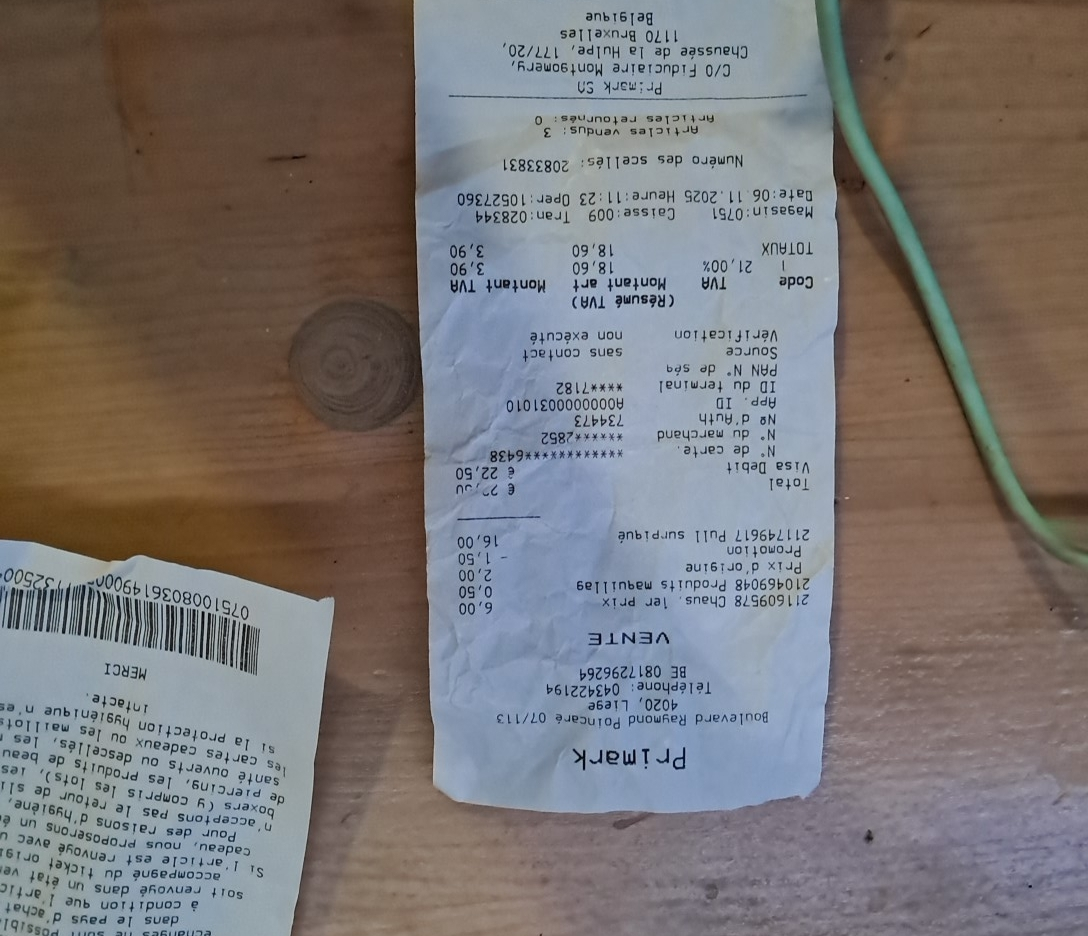 Primark
Boulevard Raymond Poincaré 07/113
4020, Liege
Téléphone: 043422194
BE 0817296264
VENTE
211609578 Chaus. 1er prix 6,00
210469048 Produits maquillag 0,50
Prix d'origine 2,00
Promotion - 1,50
211749617 Pull surpiqué 16,00
Total € 22,50
Visa Debit € 22,50
N° de carte. ************6438
N° du marchand ******2852
Nº d'Auth 734473
App. ID A0000000031010
ID du terminal ****7182
PAN N° de séq
Source sans contact
Vérification non exécuté
(Résumé TVA)
Code TVA Montant art Montant TVA
1 21,00% 18,60 3,90
TOTAUX 18,60 3,90
Magasin:0751 Caisse:009 Tran:028344
Date:06.11.2025 Heure:11:23 Oper:10527360
Numéro des scellés: 20833831
Articles vendus: 3
Articles retournés: 0
Primark SA
C/O Fiduciaire Montgomery,
Chaussée de la Hulpe, 177/20,
1170 Bruxelles
Belgique
échanges ne sont
dans le pays d'achat
à condition que l'artic
soit renvoyé dans un état
accompagné du ticket
Si l'article est renvoyé avec
cadeau, nous proposerons un
Pour des raisons d'hygiène,
n'acceptons pas le retour de
boxers (y compris les lots), les
de piercing, les produits de
santé ouverts ou descellés, les
les cartes cadeaux ou les maillots
si la protection hygiénique
intacte.
MERCI